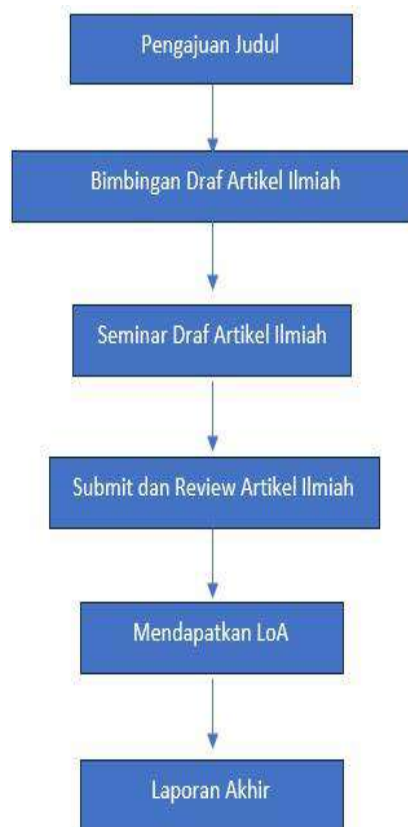 Pengajuan Judul
Bimbingan Draf Artikel Ilmiah
Seminar Draf Artikel Ilmiah
Submit dan Review Artikel Ilmiah
Mendapatkan LoA
Laporan Akhir